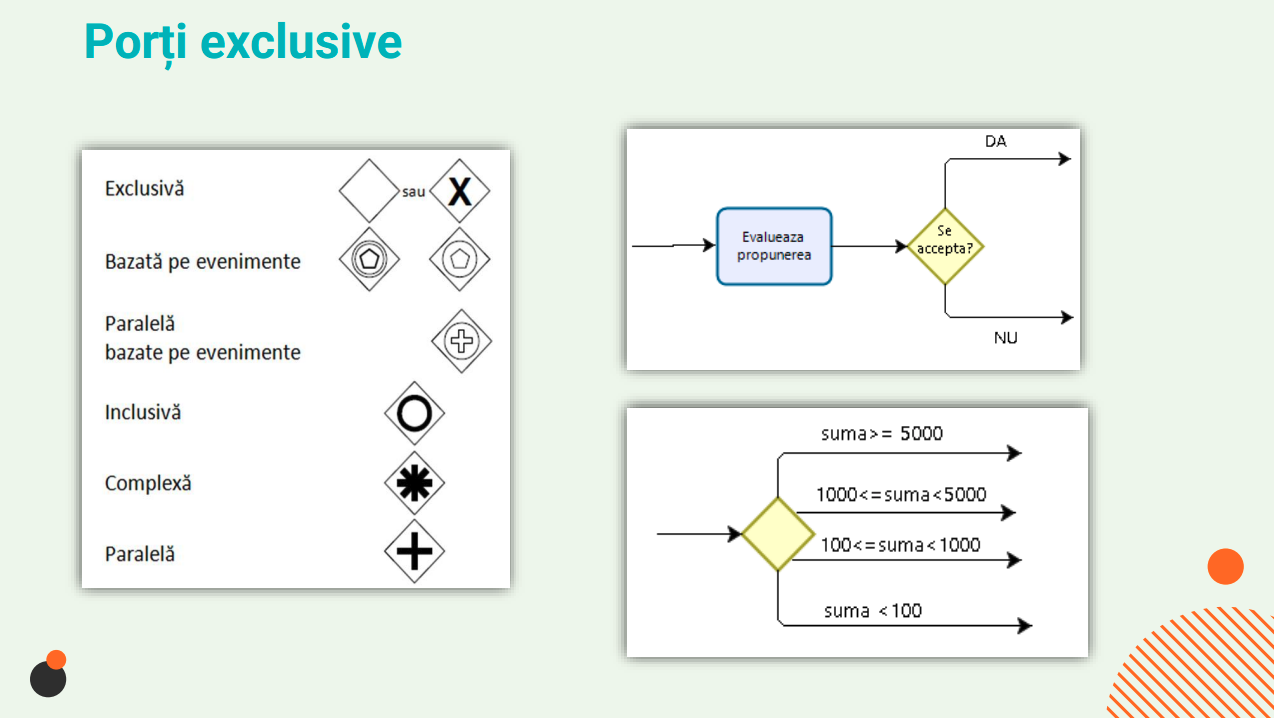 Porți exclusive
Exclusivă
sau
X
Bazată pe evenimente
Paralelă
bazate pe evenimente
Inclusivă
Complexă
Paralelă
DA
Evalueaza
propunerea
Se
accepta?
NU
suma>= 5000
1000<=suma<5000
100<=suma<1000
suma <100